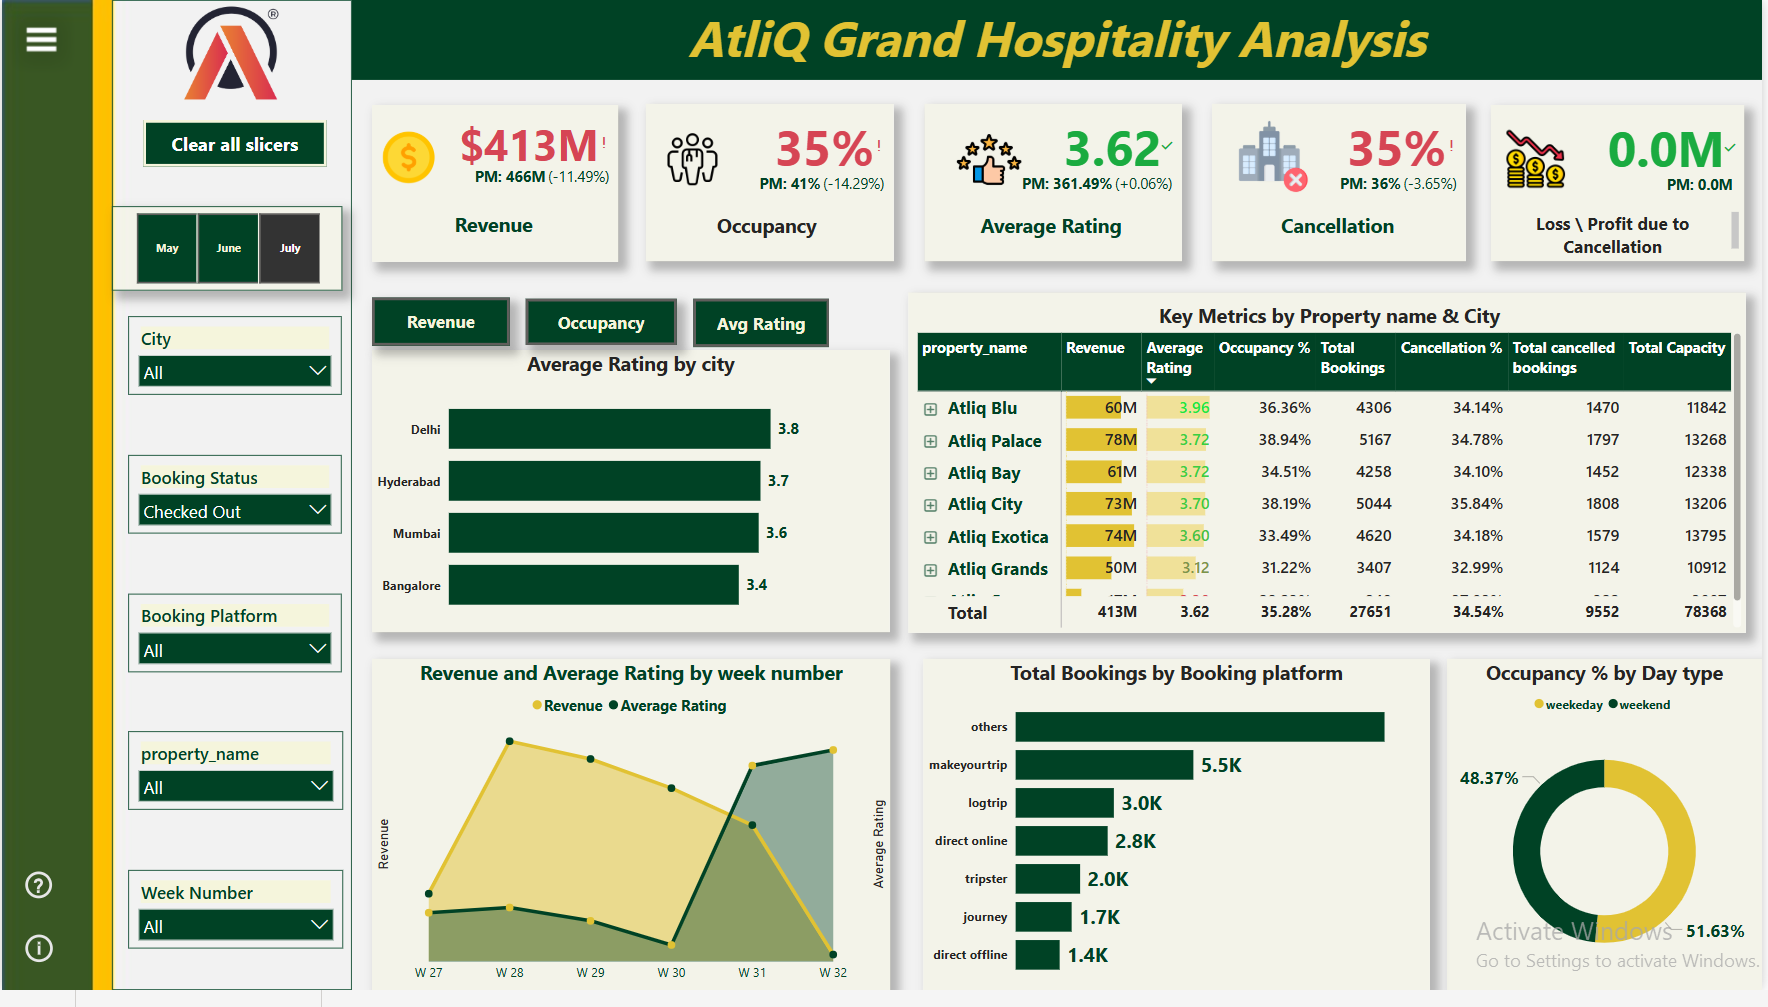 AtliQ Grand Hospitality Analysis
®
Clear all slicers
May June July
City
All
Booking Status
Checked Out
Booking Platform
All
property_name
All
Week Number
All
$413M!
PM: 466M (-11.49%)
Revenue
35%!
PM: 41% (-14.29%)
Occupancy
3.62
PM: 361.49% (+0.06%)
Average Rating
35%!
PM: 36% (-3.65%)
Cancellation
0.0M
PM: 0.0M
Loss \ Profit due to
Cancellation
Revenue
Occupancy
Avg Rating
Average Rating by city
Delhi 3.8
Hyderabad 3.7
Mumbai 3.6
Bangalore 3.4
Key Metrics by Property name & City
property_name Revenue Average Rating Occupancy % Total Bookings Cancellation % Total cancelled bookings Total Capacity
Atliq Blu 60M 3.96 36.36% 4306 34.14% 1470 11842
Atliq Palace 78M 3.72 38.94% 5167 34.78% 1797 13268
Atliq Bay 61M 3.72 34.51% 4258 34.10% 1452 12338
Atliq City 73M 3.70 38.19% 5044 35.84% 1808 13206
Atliq Exotica 74M 3.60 33.49% 4620 34.18% 1579 13795
Atliq Grands 50M 3.12 31.22% 3407 32.99% 1124 10912
Total 413M 3.62 35.28% 27651 34.54% 9552 78368
Revenue and Average Rating by week number
Revenue Average Rating
Revenue
Average Rating
W 27 W 28 W 29 W 30 W 31 W 32
Total Bookings by Booking platform
others
makeyourtrip 5.5K
logtrip 3.0K
direct online 2.8K
tripster 2.0K
journey 1.7K
direct offline 1.4K
Occupancy % by Day type
weekeday weekend
48.37%
51.63%
Activate Windows
Go to Settings to activate Windows.